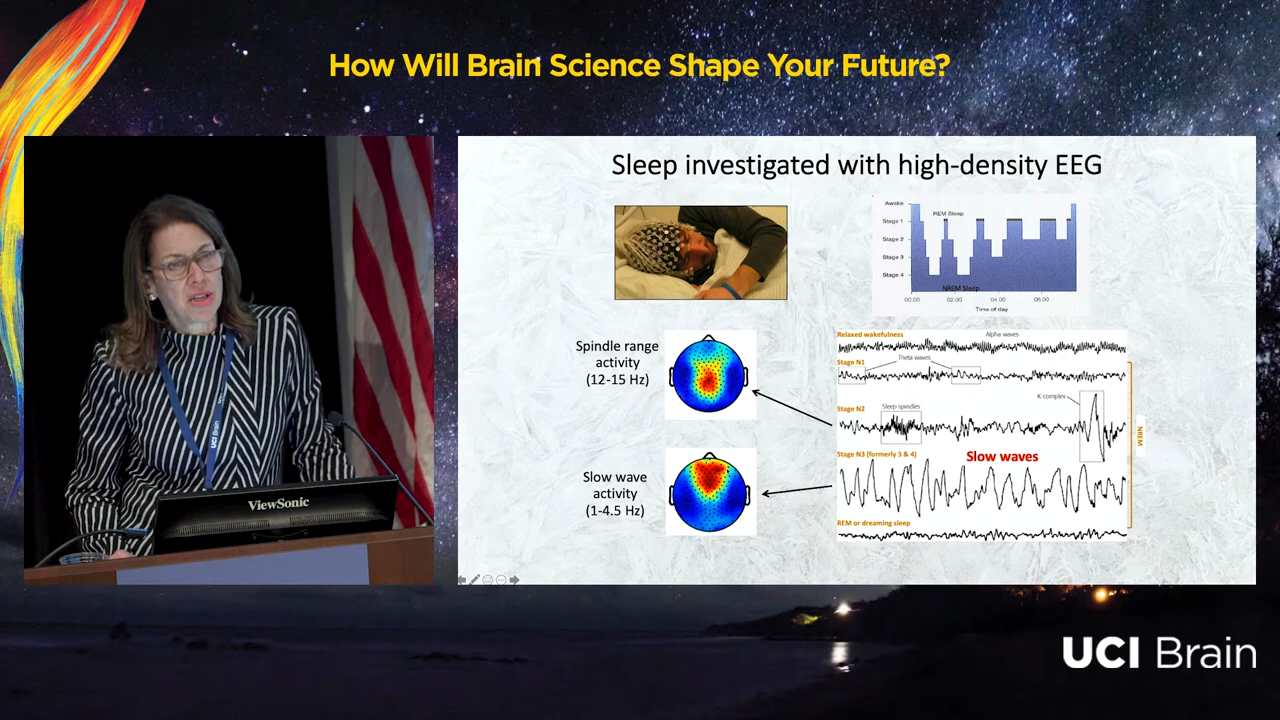 How Will Brain Science Shape Your Future?
Sleep investigated with high-density EEG
Awake
Stage 1
Stage 2
Stage 3
Stage 4
REM Sleep
NREM Sleep
00.00 02.00 04.00 06.00
Time of day
Spindle range
activity
(12-15 Hz)
Slow wave
activity
(1-4.5 Hz)
Relaxed wakefulness
Alpha waves
Stage N1
Theta waves
K-complex
Stage N2
Sleep spindles
Stage N3 (formerly 3 & 4)
Slow waves
REM or dreaming sleep
NREM
UCI Brain
ViewSonic
UCI Brain